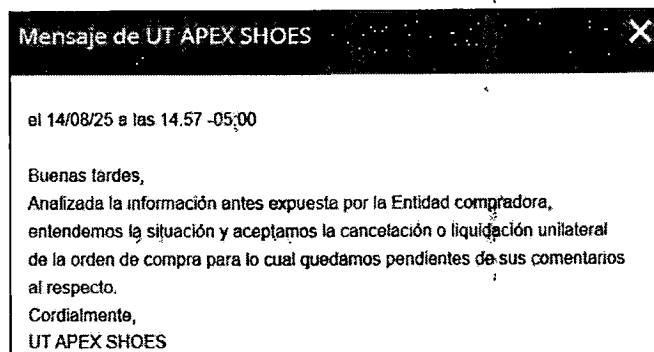 Mensaje de UT APEX SHOES
el 14/08/25 a las 14.57 -05:00
Buenas tardes,
Analizada la información antes expuesta por la Entidad compradora,
entendemos la situación y aceptamos la cancelación o liquidación unilateral
de la orden de compra para lo cual quedamos pendientes de sus comentarios
al respecto.
Cordialmente,
UT APEX SHOES